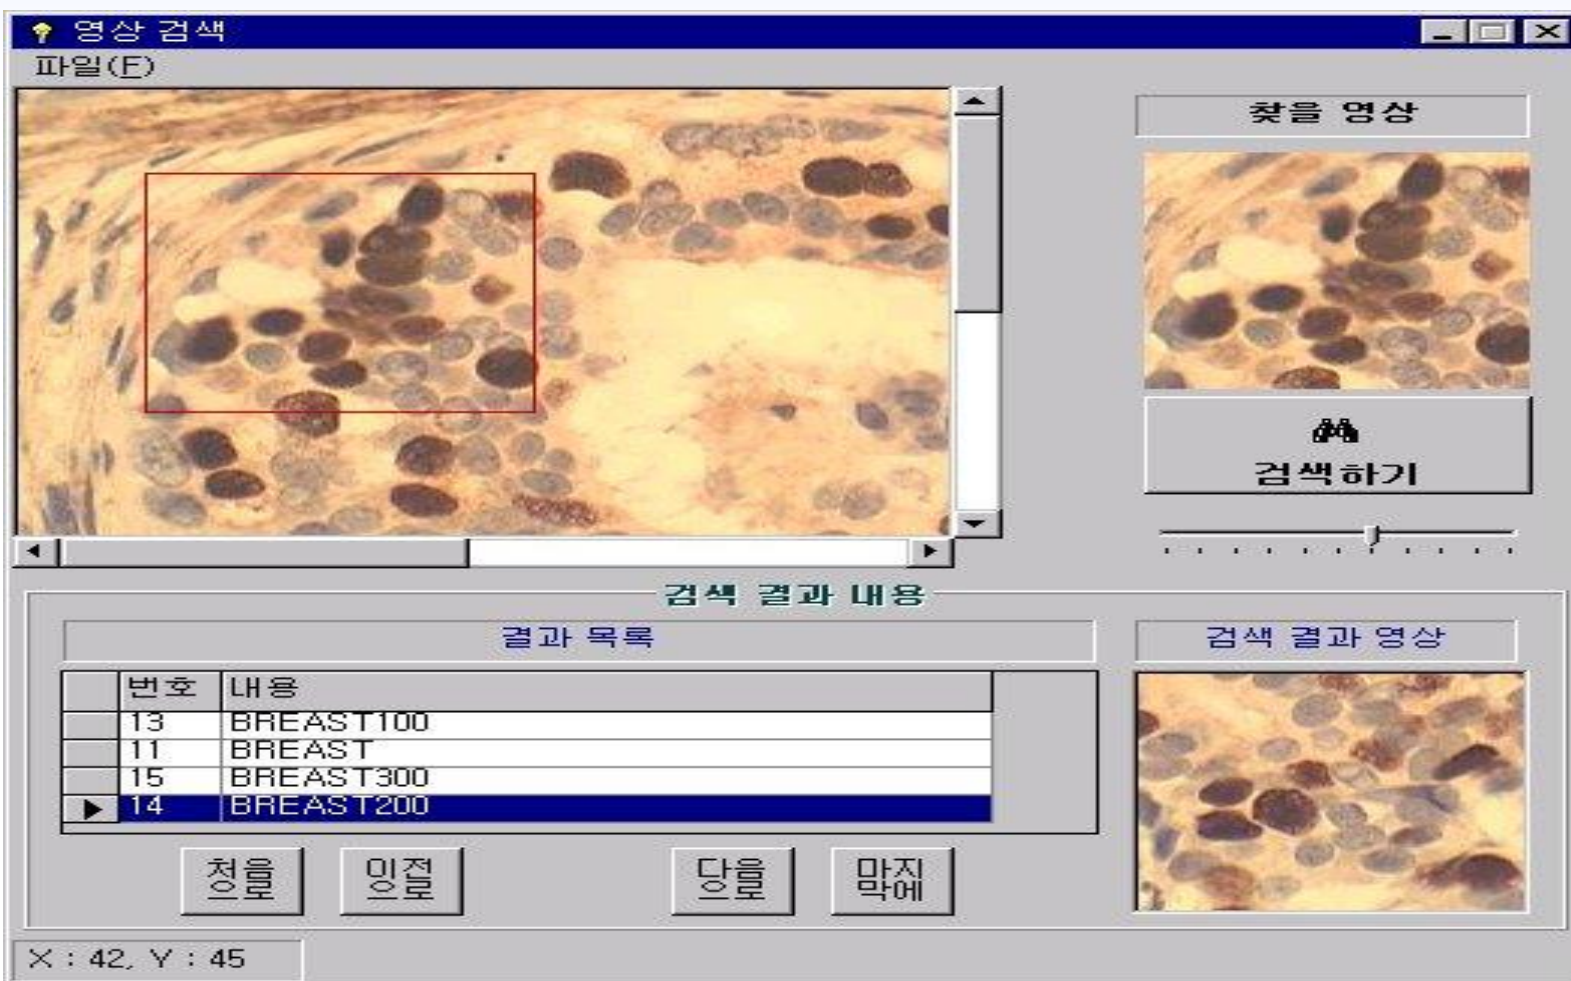 영상 검색
파일(F)
찾을 영상
검색하기
검색 결과 내용
결과 목록
검색 결과 영상
번호 내용
13 BREAST100
11 BREAST
15 BREAST300
14 BREAST200
처음
으로
이전
으로
다음
으로
마지
막에
X : 42, Y : 45